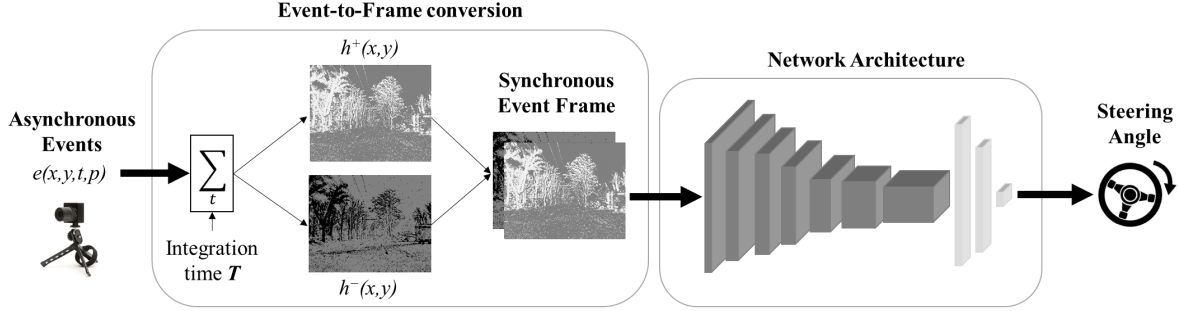 Event-to-Frame conversion
Asynchronous
Events
e(x,y,t,p)
∑
t
Integration
time T
h⁺(x,y)
h⁻(x,y)
Synchronous
Event Frame
Network Architecture
Steering
Angle